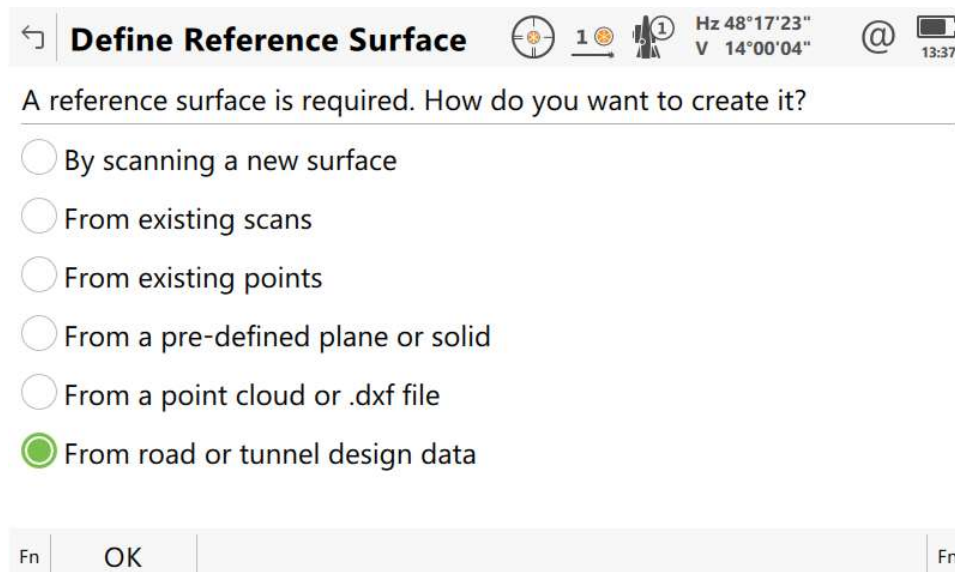 Define Reference Surface
1
1
Hz 48°17'23"
V 14°00'04"
@
13:37
A reference surface is required. How do you want to create it?
By scanning a new surface
From existing scans
From existing points
From a pre-defined plane or solid
From a point cloud or .dxf file
From road or tunnel design data
Fn OK Fn